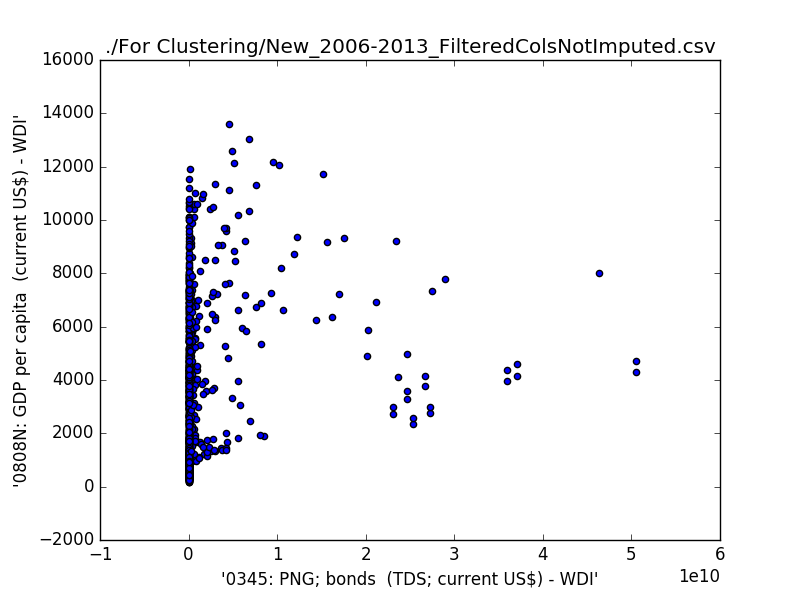 ./For Clustering/New_2006-2013_FilteredColsNotImputed.csv
16000
14000
12000
10000
8000
6000
4000
2000
0
−2000
'0808N: GDP per capita  (current US$) - WDI'
−1 0 1 2 3 4 5 6
1e10
'0345: PNG; bonds  (TDS; current US$) - WDI'